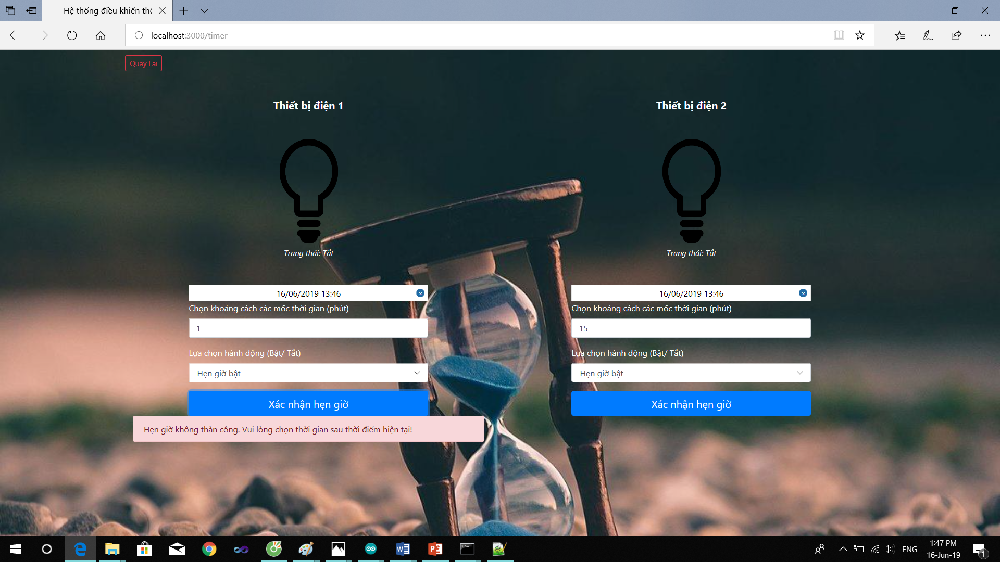 Hệ thống điều khiển thô
localhost:3000/timer
Quay Lại
Thiết bị điện 1
Trạng thái: Tắt
16/06/2019 13:46
Chọn khoảng cách các mốc thời gian (phút)
1
Lựa chọn hành động (Bật/ Tắt)
Hẹn giờ bật
Xác nhận hẹn giờ
Hẹn giờ không thàn công. Vui lòng chọn thời gian sau thời điểm hiện tại!
Thiết bị điện 2
Trạng thái: Tắt
16/06/2019 13:46
Chọn khoảng cách các mốc thời gian (phút)
15
Lựa chọn hành động (Bật/ Tắt)
Hẹn giờ bật
Xác nhận hẹn giờ
ENG
1:47 PM
16-Jun-19
1